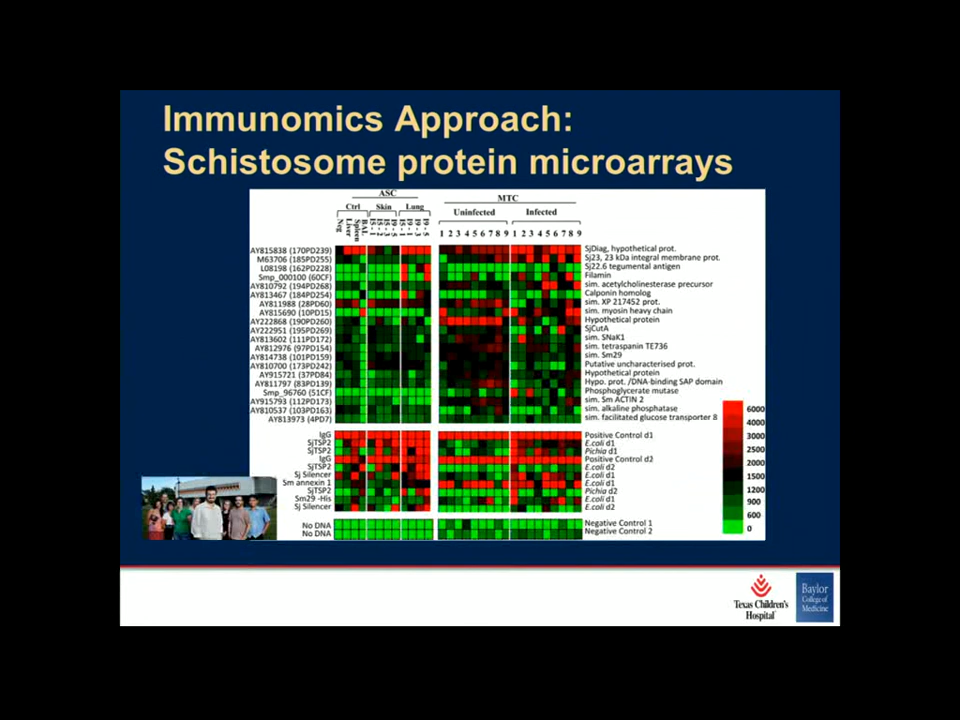 Immunomics Approach:
Schistosome protein microarrays
ASC
MTC
Ctrl Skin Lung
Uninfected Infected
Neg Liver Spleen BAL
1 2 3 4 5 6 7 8 9 1 2 3 4 5 6 7 8 9
AY815838 (170PD239) SjDiag, hypothetical prot.
M63706 (185PD255) Sj23, 23 kDa integral membrane prot.
L08198 (162PD228) Sj22.6 tegumental antigen
Smp_000100 (60CF) Filamin
AY810792 (194PD268) sim. acetylcholinesterase precursor
AY813467 (184PD254) Calponin homolog
AY811988 (28PD60) sim. XP 217452 prot.
AY815690 (10PD15) sim. myosin heavy chain
AY222868 (190PD260) Hypothetical protein
AY222951 (195PD269) SjCutA
AY813602 (111PD172) sim. SNaK1
AY812976 (97PD154) sim. tetraspanin TE736
AY814738 (101PD159) sim. Sm29
AY810700 (173PD242) Putative uncharacterised prot.
AY915721 (37PD84) Hypothetical protein
AY811797 (83PD139) Hypo. prot. /DNA-binding SAP domain
Smp_96760 (51CF) Phosphoglycerate mutase
AY915793 (112PD173) sim. Sm ACTIN 2
AY810537 (103PD163) sim. alkaline phosphatase
AY813973 (4PD7) sim. facilitated glucose transporter 8
IgG Positive Control d1
SjTSP2 E.coli d1
SjTSP2 Pichia d1
IgG Positive Control d2
SjTSP2 E.coli d2
Sj Silencer E.coli d1
Sm annexin 1 E.coli d1
SjTSP2 Pichia d2
Sm29 -His E.coli d1
Sj Silencer E.coli d2
No DNA Negative Control 1
No DNA Negative Control 2
6000
4000
3000
2500
2000
1500
1200
900
600
0
Texas Children's
Hospital
Baylor
College of
Medicine